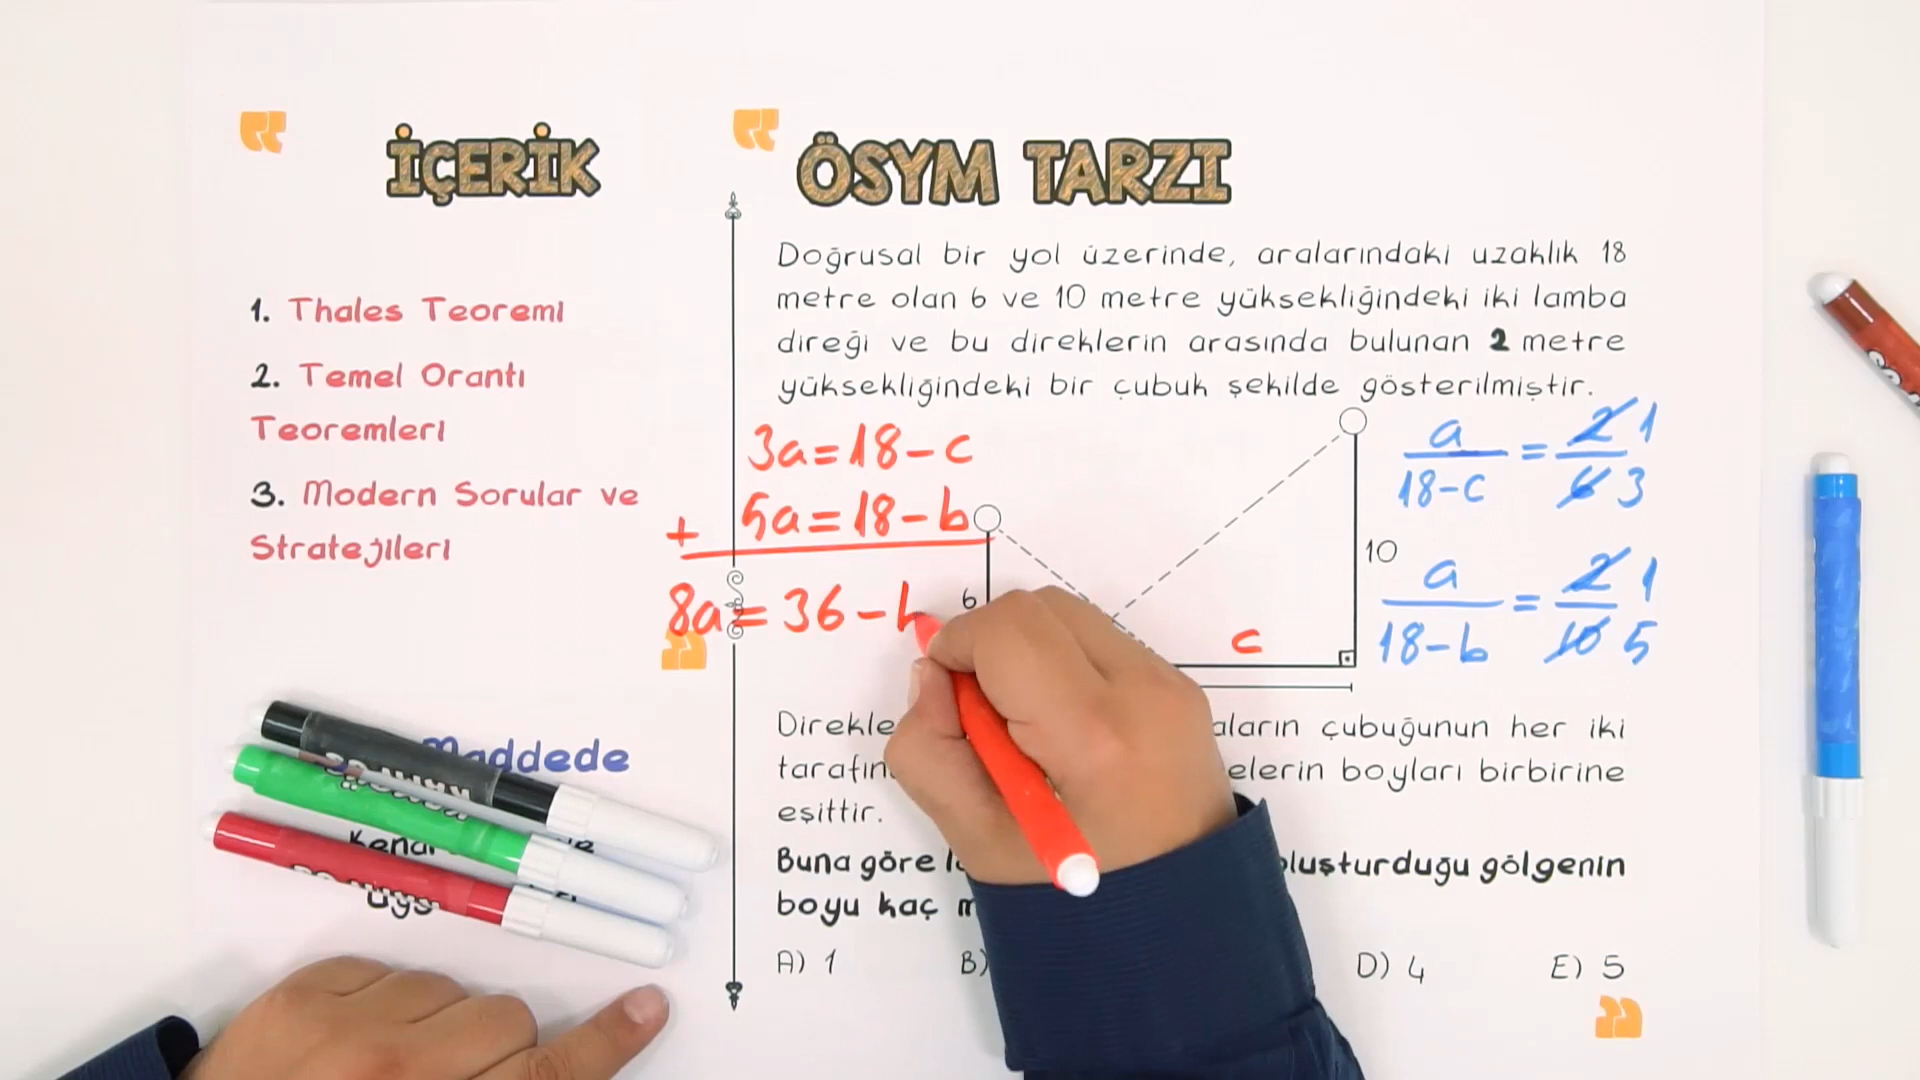 İÇERİK
1. Thales Teoremi
2. Temel Orantı
Teoremleri
3. Modern Sorular ve
Stratejileri
Maddede
ÖSYM TARZI
Doğrusal bir yol üzerinde, aralarındaki uzaklık 18
metre olan 6 ve 10 metre yüksekliğindeki iki lamba
direği ve bu direklerin arasında bulunan 2 metre
yüksekliğindeki bir çubuk şekilde gösterilmiştir.
3a=18-c
+ 5a=18-b
8a=36-b
6
c
10
a/18-c = 2/6 1/3
a/18-b = 2/10 1/5
çubuğunun her iki
boyları birbirine
eşittir.
Buna göre oluşturduğu gölgenin
boyu kaç
A) 1 B) D) 4 E) 5